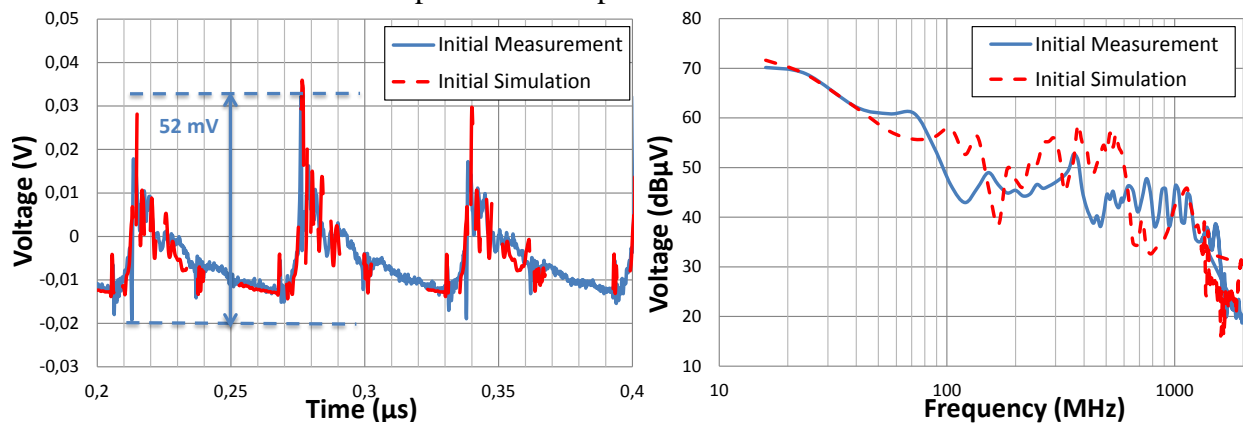 0,05
0,04
0,03
0,02
0,01
0
-0,01
-0,02
-0,03
Voltage (V)
Initial Measurement
Initial Simulation
52 mV
0,2
0,25
0,3
0,35
0,4
Time (µs)
80
70
60
50
40
30
20
10
Voltage (dBµV)
Initial Measurement
Initial Simulation
10
100
1000
Frequency (MHz)